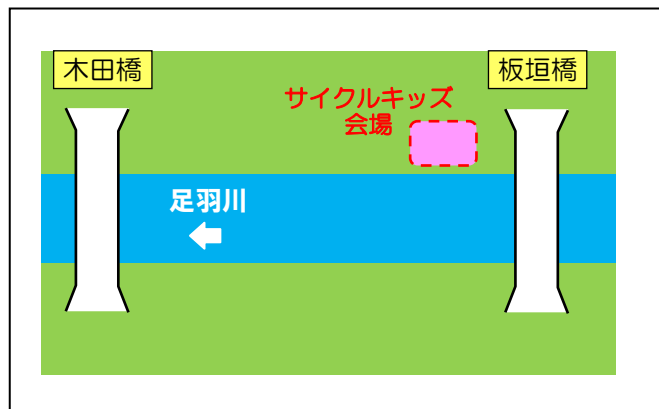 木田橋
板垣橋
サイクルキッズ
会場
足羽川